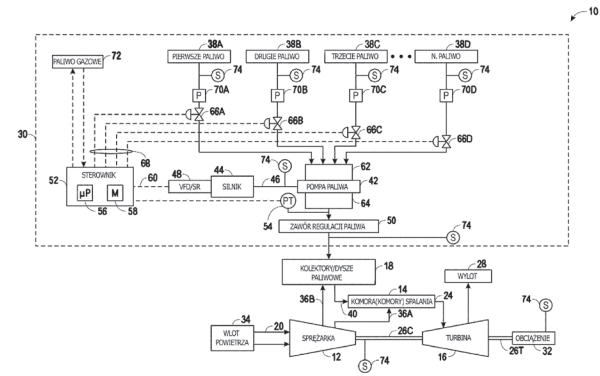 10
38A
38B
38C
38D
PIERWSZE PALIWO
DRUGIE PALIWO
TRZECIE PALIWO
N. PALIWO
PALIWO GAZOWE
72
S
74
S
74
S
74
S
74
P
70A
P
70B
P
70C
P
70D
66A
66B
66C
66D
30
68
62
STEROWNIK
52
µP
56
M
58
60
48
VFD/SR
44
SILNIK
46
74
S
POMPA PALIWA
42
64
PT
54
50
ZAWÓR REGULACJI PALIWA
74
S
KOLEKTORY/DYSZE
PALIWOWE
18
28
WYLOT
14
KOMORA(KOMORY) SPALANIA
24
36B
40
36A
74
S
34
WLOT
POWIETRZA
20
SPRĘŻARKA
12
26C
S
74
TURBINA
16
26T
OBCIĄŻENIE
32